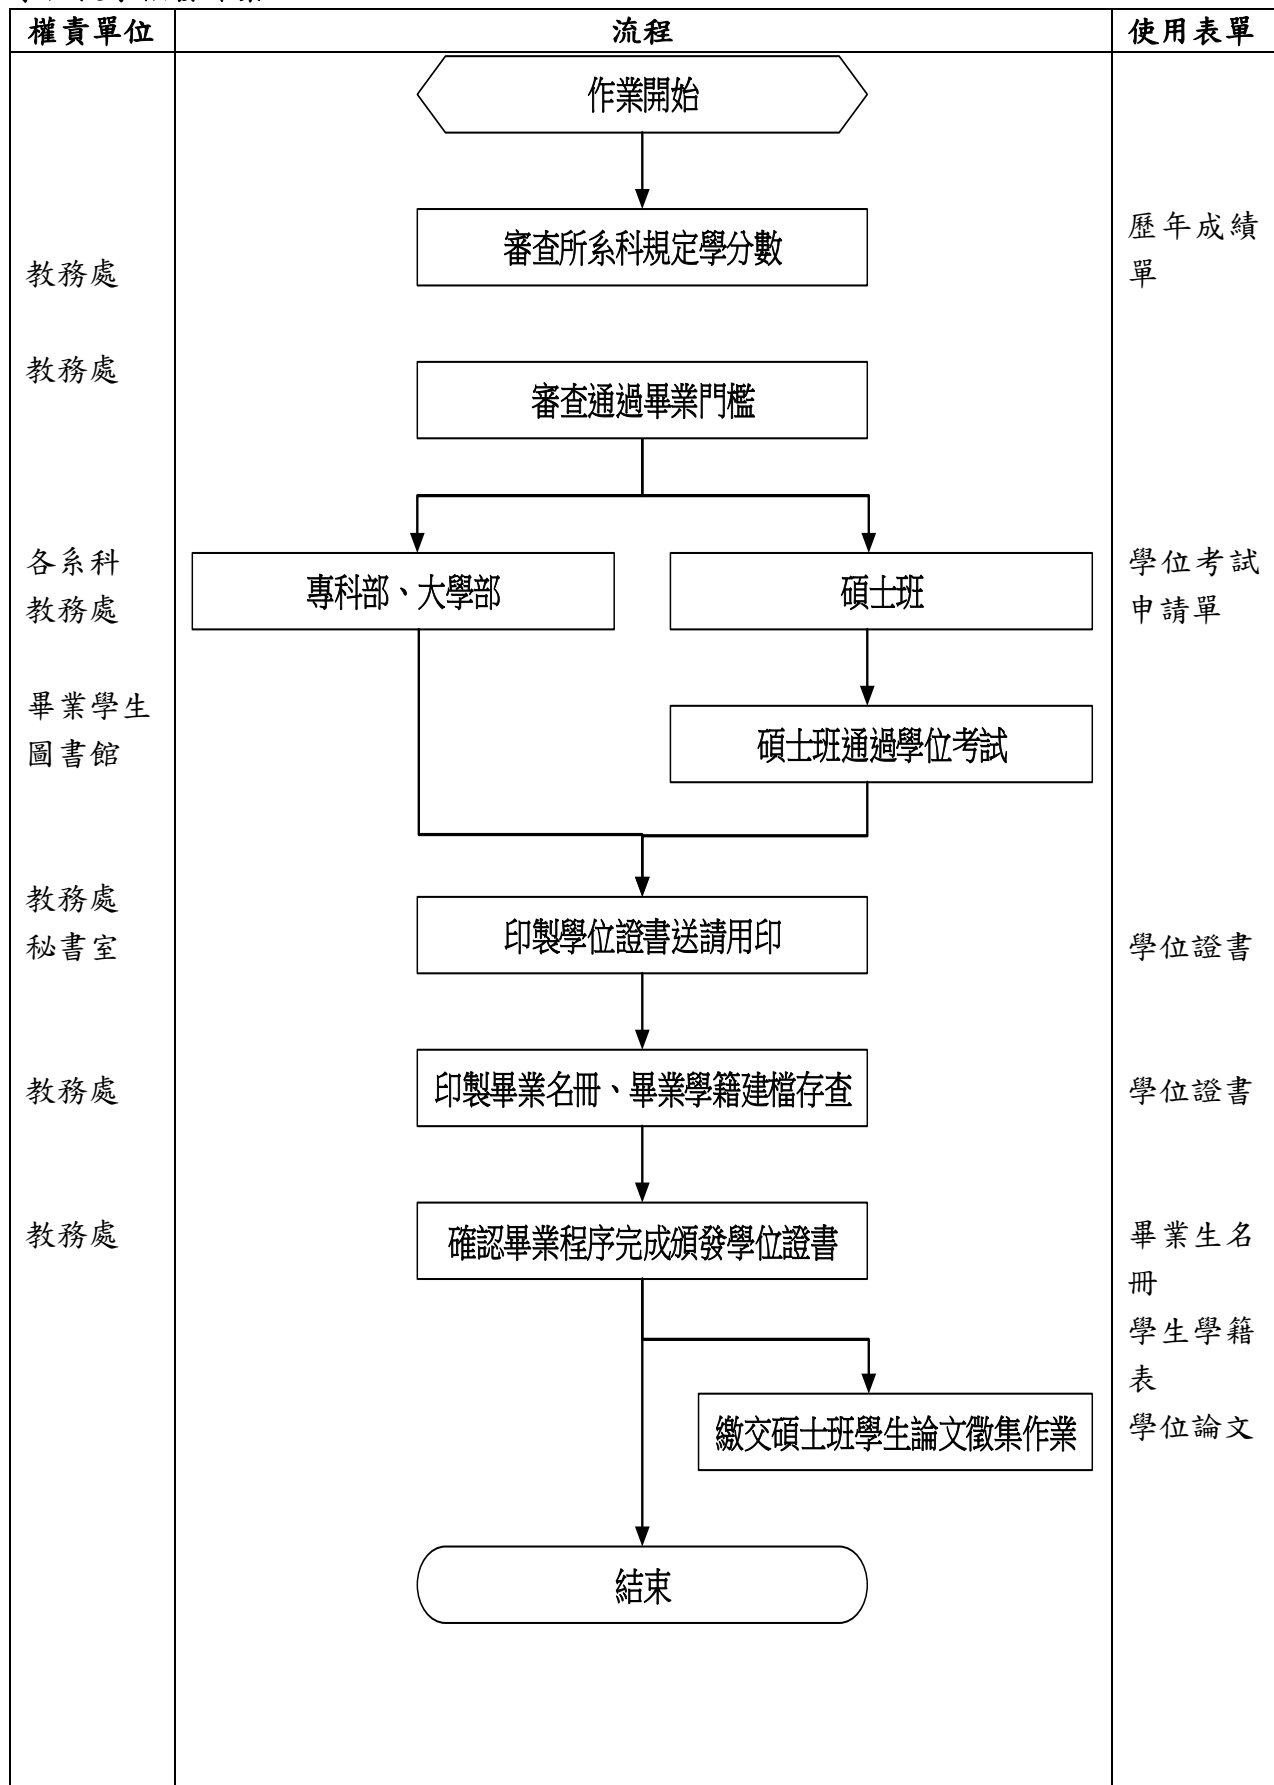 權責單位 流程 使用表單
作業開始
審查所系科規定學分數
歷年成績
單
教務處
教務處
審查通過畢業門檻
各系科
教務處
專科部、大學部
碩士班
學位考試
申請單
畢業學生
圖書館
碩士班通過學位考試
教務處
秘書室
印製學位證書送請用印
學位證書
教務處
印製畢業名冊、畢業學籍建檔存查
學位證書
教務處
確認畢業程序完成頒發學位證書
畢業生名
冊
學生學籍
表
學位論文
繳交碩士班學生論文徵集作業
結束